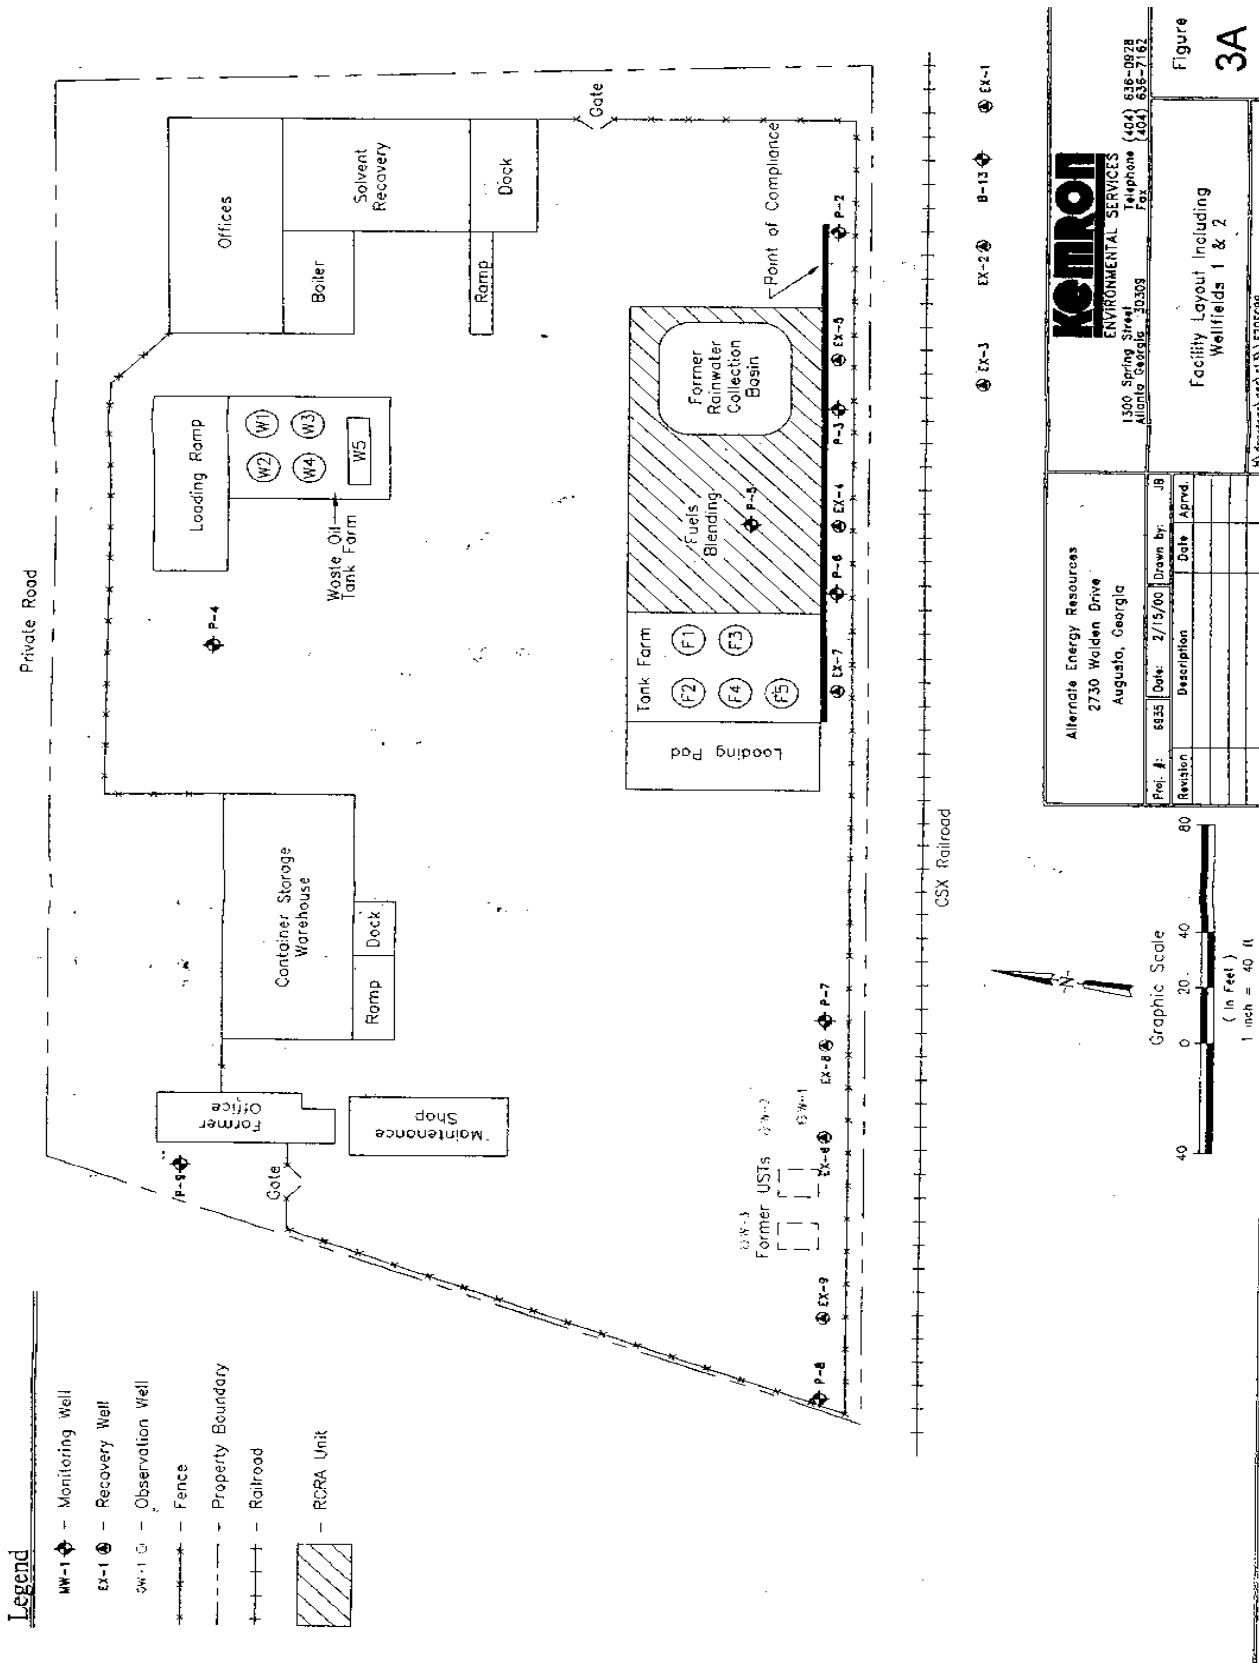 Legend
MW-1 - Monitoring Well
EX-1 - Recovery Well
OW-1 - Observation Well
- Fence
- Property Boundary
- Railroad
- RCRA Unit
Private Road
P-9
Former
Office
Gate
Maintenance
Shop
Container Storage
Warehouse
Ramp
Dock
P-4
Loading Ramp
W2
W1
W4
W3
W5
Waste Oil
Tank Farm
Offices
Boiler
Solvent
Recovery
Ramp
Dock
Gate
Loading Pad
Tank Farm
F2
F1
F4
F3
F5
Fuels
Blending
P-5
Former
Rainwater
Collection
Basin
Point of Compliance
EX-7
P-6
EX-4
P-3
EX-5
P-2
OW-3
Former USTs
OW-2
OW-1
P-8
EX-9
EX-6
EX-8
P-7
CSX Railroad
EX-3
EX-2
B-13
EX-1
N
Graphic Scale
40
0
20
40
80
( In Feet )
1 inch = 40 ft
Alternate Energy Resources
2730 Walden Drive
Augusta, Georgia
Proj. #: 6935
Date: 2/15/00
Drawn by: JB
Revision
Description
Date
Aprvd.
KEMRON
ENVIRONMENTAL SERVICES
1300 Spring Street
Atlanta Georgia 30309
Telephone (404) 636-0928
Fax (404) 636-7162
Facility Layout Including
Wellfields 1 & 2
Figure
3A